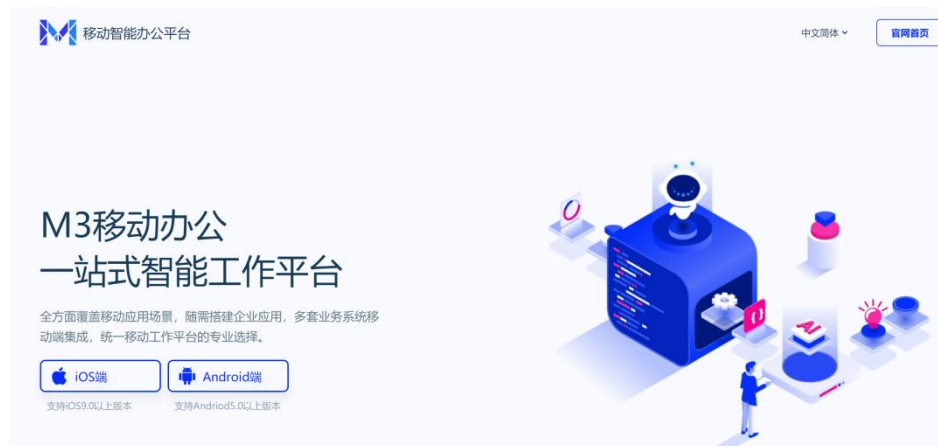 移动智能办公平台
中文简体
官网首页
M3移动办公
一站式智能工作平台
全方面覆盖移动应用场景，随需搭建企业应用，多套业务系统移
动端集成，统一移动工作平台的专业选择。
iOS端
Android端
支持iOS9.0以上版本
支持Andriod5.0以上版本
{}
AI